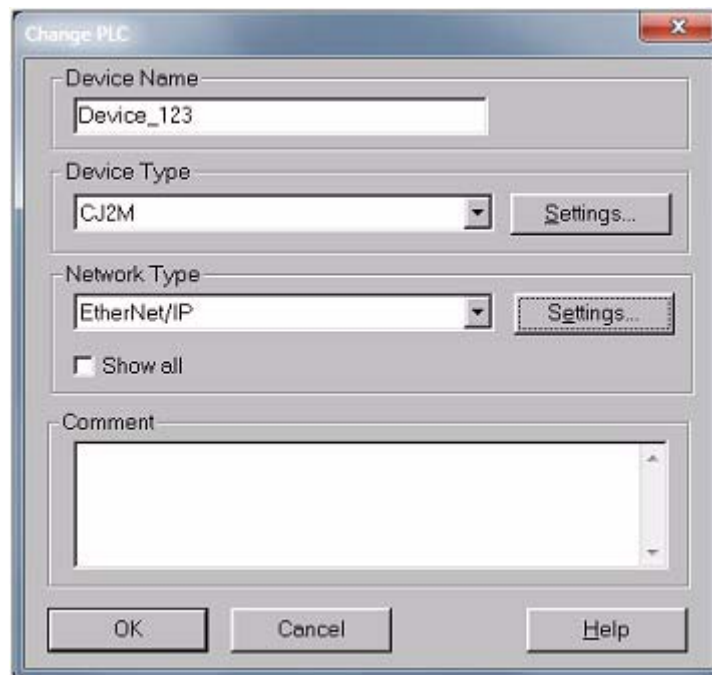 Change PLC
Device Name
Device_123
Device Type
CJ2M
Settings...
Network Type
EtherNet/IP
Settings...
Show all
Comment
OK
Cancel
Help